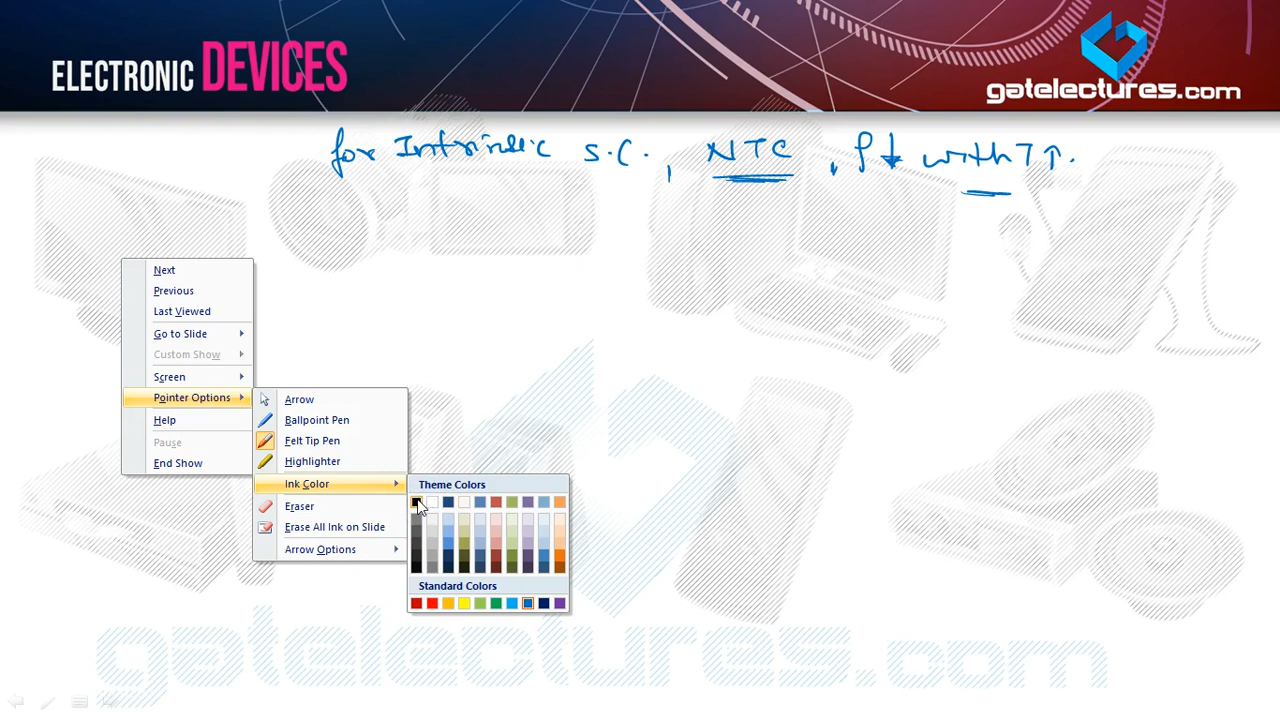 ELECTRONIC DEVICES
gatelectures.com
for Intrinsic S.C., NTC, ρ↓ with T↑.
Next
Previous
Last Viewed
Go to Slide
Custom Show
Screen
Pointer Options
Help
Pause
End Show
Arrow
Ballpoint Pen
Felt Tip Pen
Highlighter
Ink Color
Eraser
Erase All Ink on Slide
Arrow Options
Theme Colors
Standard Colors
gatelectures.com